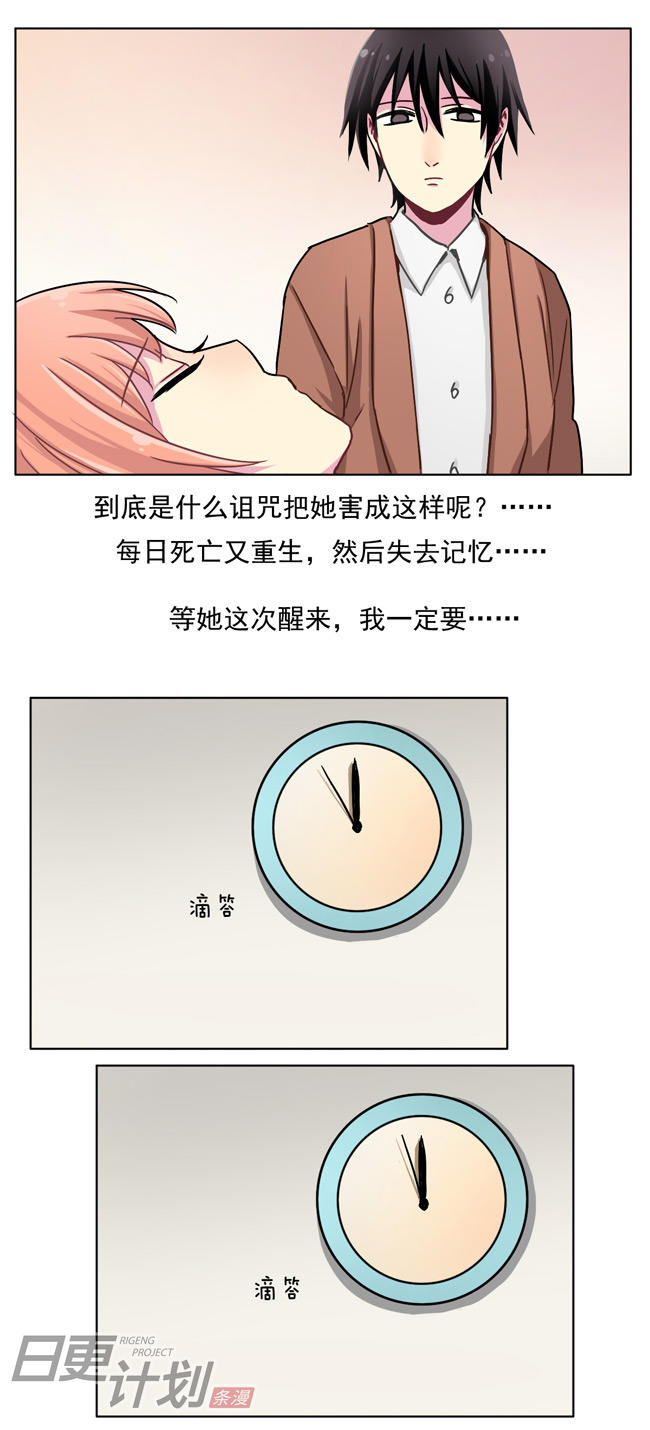 到底是什么诅咒把她害成这样呢？……
每日死亡又重生，然后失去记忆……
等她这次醒来，我一定要……
滴答
滴答
日更计划
RIGENG
PROJECT
条漫